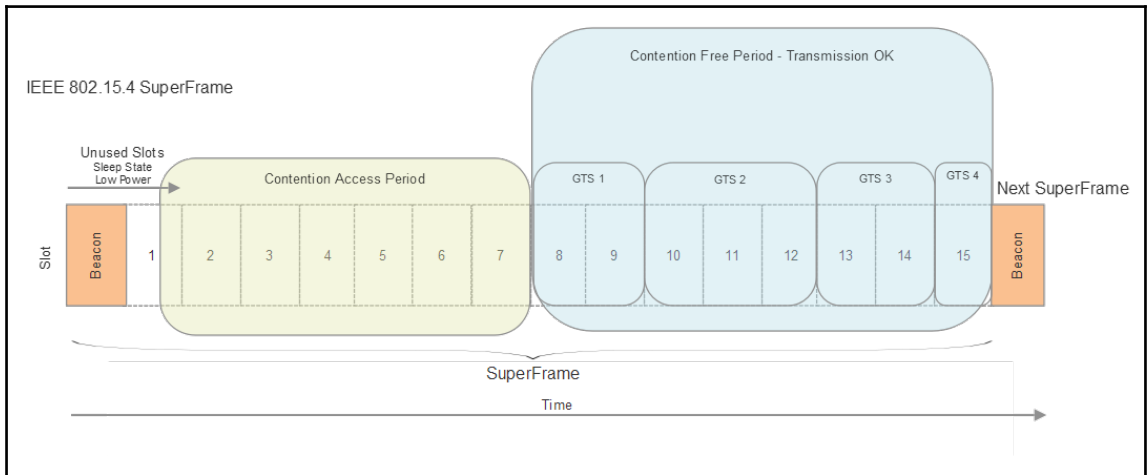 Contention Free Period - Transmission OK
IEEE 802.15.4 SuperFrame
Unused Slots
Sleep State
Low Power
Contention Access Period
GTS 1
GTS 2
GTS 3
GTS 4
Next SuperFrame
Slot
Beacon
1
2
3
4
5
6
7
8
9
10
11
12
13
14
15
Beacon
SuperFrame
Time